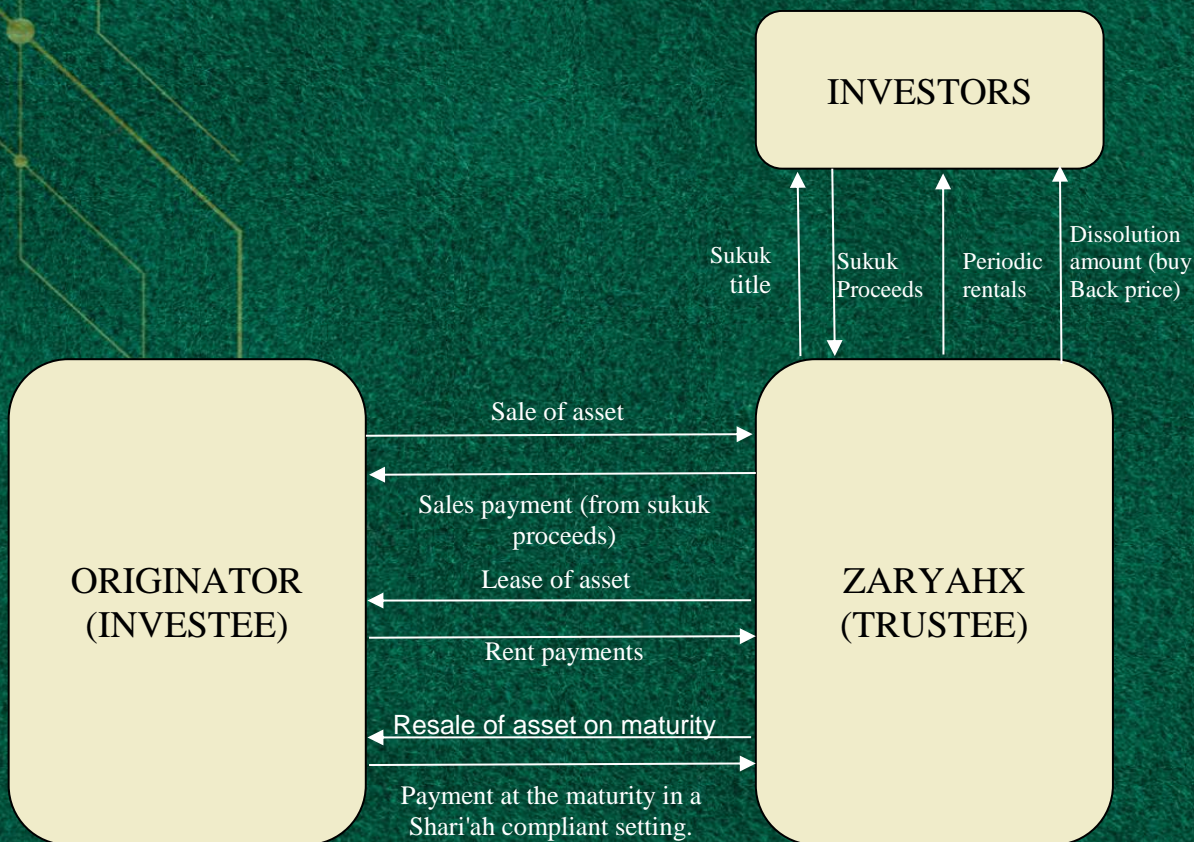 INVESTORS
Sukuk
title
Sukuk
Proceeds
Periodic
rentals
Dissolution
amount (buy
Back price)
ORIGINATOR
(INVESTEE)
Sale of asset
Sales payment (from sukuk
proceeds)
Lease of asset
Rent payments
Resale of asset on maturity
Payment at the maturity in a
Shari'ah compliant setting.
ZARYAHX
(TRUSTEE)